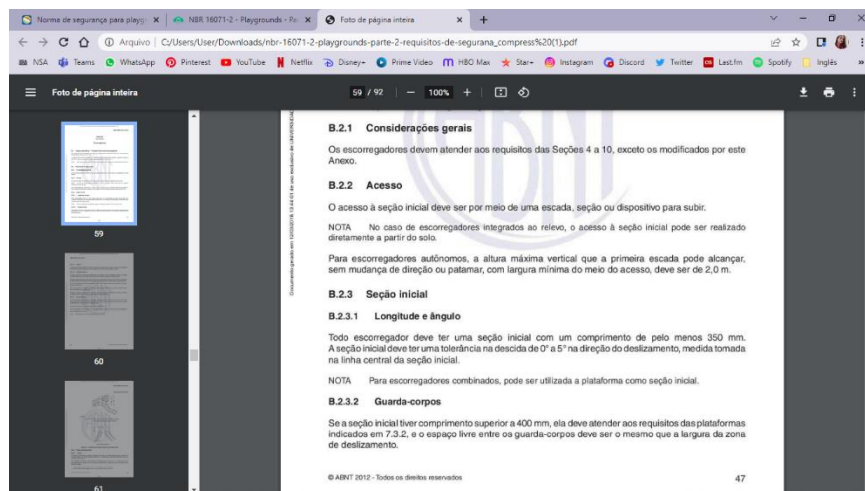 Norma de segurança para playgr
NBR 16071-2 - Playgrounds - Pa
Foto de página inteira
Arquivo | C:/Users/User/Downloads/nbr-16071-2-playgrounds-parte-2-requisitos-de-segurana_compress%20(1).pdf
NSA Teams WhatsApp Pinterest YouTube Netflix Disney+ Prime Video HBO Max Star+ Instagram Discord Twitter Last.fm Spotify Inglês
Foto de página inteira
59 / 92
100%
59
60
61
B.2.1 Considerações gerais
Os escorregadores devem atender aos requisitos das Seções 4 a 10, exceto os modificados por este
Anexo.
B.2.2 Acesso
O acesso à seção inicial deve ser por meio de uma escada, seção ou dispositivo para subir.
NOTA No caso de escorregadores integrados ao relevo, o acesso à seção inicial pode ser realizado
diretamente a partir do solo.
Para escorregadores autônomos, a altura máxima vertical que a primeira escada pode alcançar,
sem mudança de direção ou patamar, com largura mínima do meio do acesso, deve ser de 2,0 m.
B.2.3 Seção inicial
B.2.3.1 Longitude e ângulo
Todo escorregador deve ter uma seção inicial com um comprimento de pelo menos 350 mm.
A seção inicial deve ter uma tolerância na descida de 0° a 5° na direção do deslizamento, medida tomada
na linha central da seção inicial.
NOTA Para escorregadores combinados, pode ser utilizada a plataforma como seção inicial.
B.2.3.2 Guarda-corpos
Se a seção inicial tiver comprimento superior a 400 mm, ela deve atender aos requisitos das plataformas
indicados em 7.3.2, e o espaço livre entre os guarda-corpos deve ser o mesmo que a largura da zona
de deslizamento.
© ABNT 2012 - Todos os direitos reservados
47